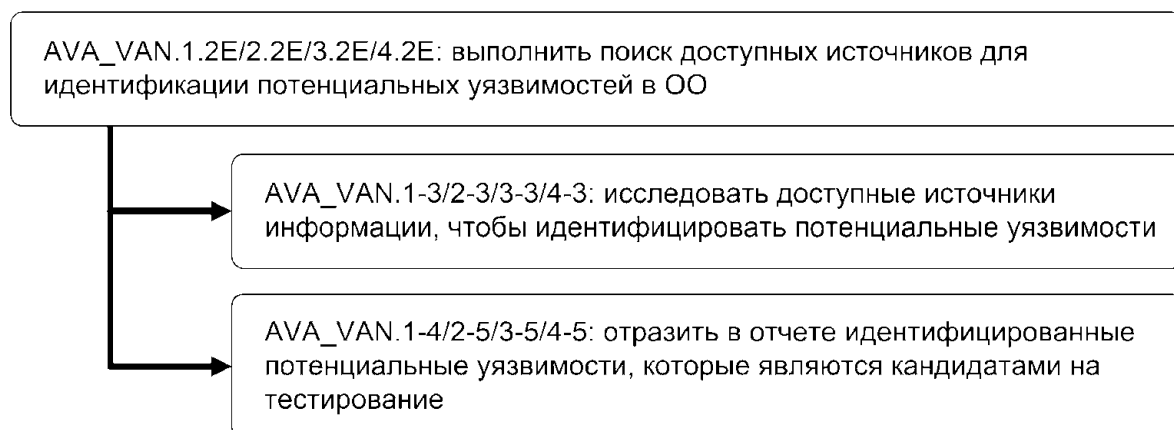 AVA_VAN.1.2E/2.2E/3.2E/4.2E: выполнить поиск доступных источников для
идентификации потенциальных уязвимостей в ОО
AVA_VAN.1-3/2-3/3-3/4-3: исследовать доступные источники
информации, чтобы идентифицировать потенциальные уязвимости
AVA_VAN.1-4/2-5/3-5/4-5: отразить в отчете идентифицированные
потенциальные уязвимости, которые являются кандидатами на
тестирование